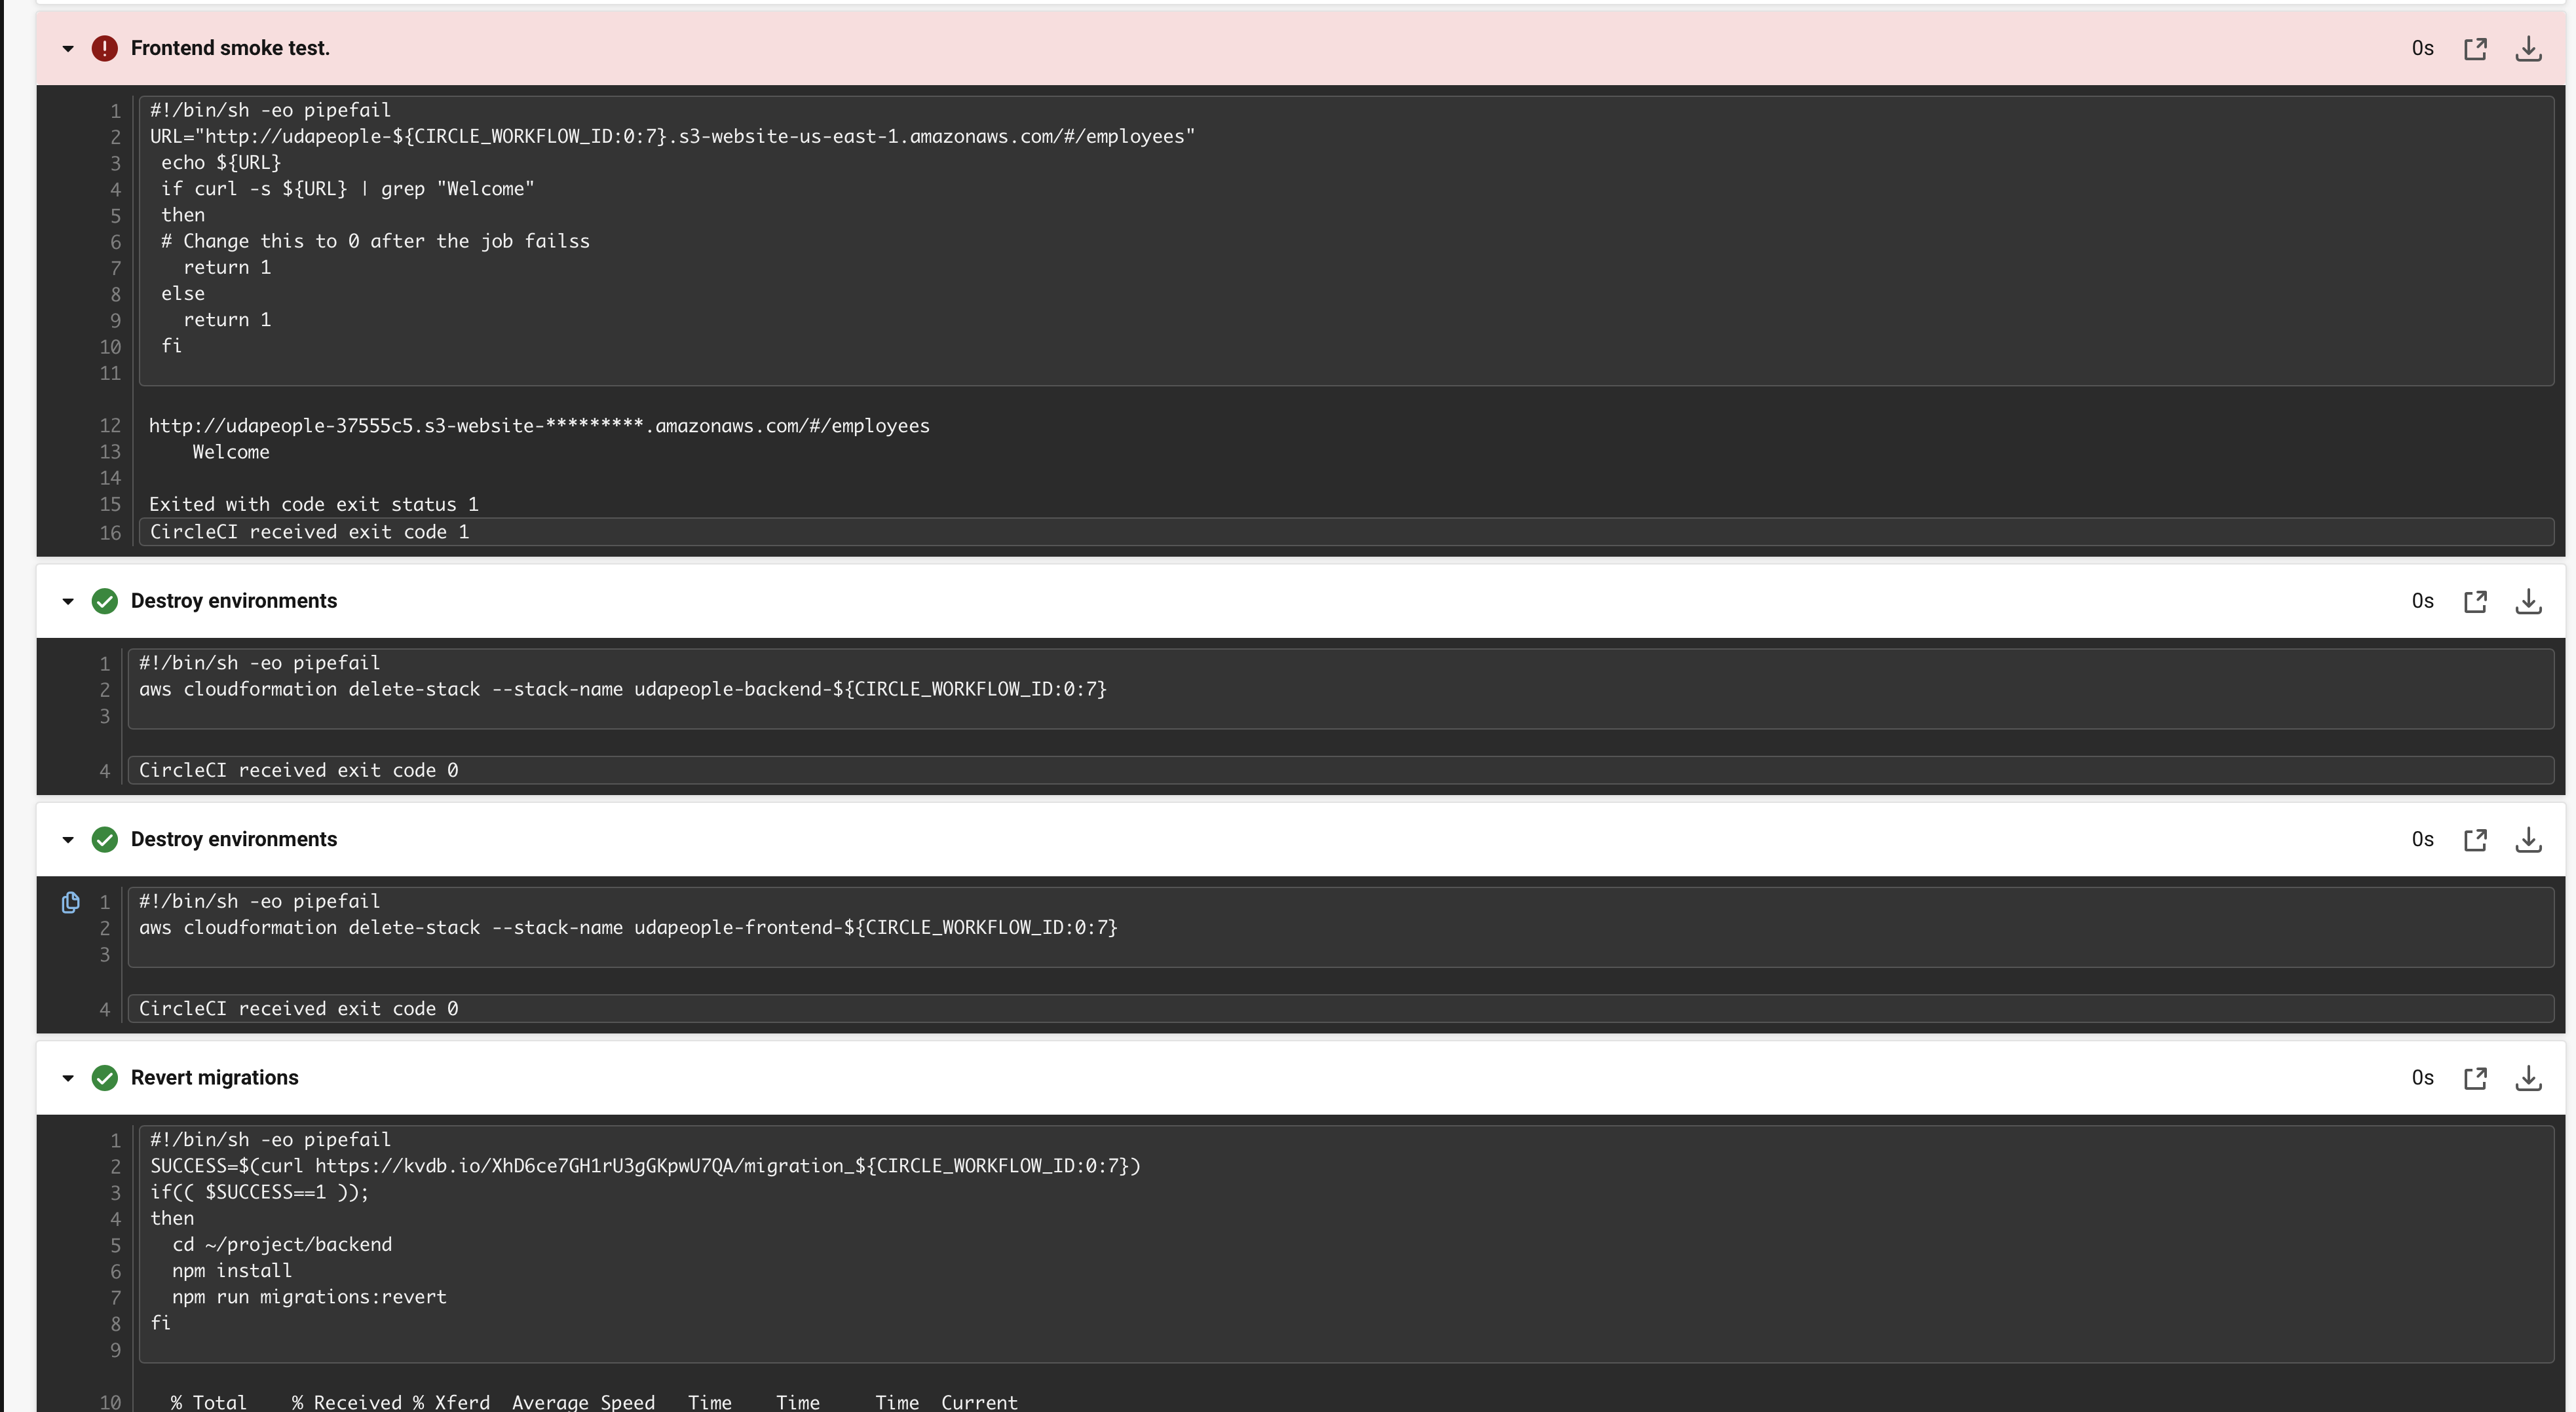 Frontend smoke test.
0s
1 #!/bin/sh -eo pipefail
2 URL="http://udapeople-${CIRCLE_WORKFLOW_ID:0:7}.s3-website-us-east-1.amazonaws.com/#/employees"
3 echo ${URL}
4 if curl -s ${URL} | grep "Welcome"
5 then
6 # Change this to 0 after the job failss
7 return 1
8 else
9 return 1
10 fi
11
12 http://udapeople-37555c5.s3-website-*********.amazonaws.com/#/employees
13 Welcome
14
15 Exited with code exit status 1
16 CircleCI received exit code 1
Destroy environments
0s
1 #!/bin/sh -eo pipefail
2 aws cloudformation delete-stack --stack-name udapeople-backend-${CIRCLE_WORKFLOW_ID:0:7}
3
4 CircleCI received exit code 0
Destroy environments
0s
1 #!/bin/sh -eo pipefail
2 aws cloudformation delete-stack --stack-name udapeople-frontend-${CIRCLE_WORKFLOW_ID:0:7}
3
4 CircleCI received exit code 0
Revert migrations
0s
1 #!/bin/sh -eo pipefail
2 SUCCESS=$(curl https://kvdb.io/XhD6ce7GH1rU3gGKpwU7QA/migration_${CIRCLE_WORKFLOW_ID:0:7})
3 if(( $SUCCESS==1 ));
4 then
5 cd ~/project/backend
6 npm install
7 npm run migrations:revert
8 fi
9
10 % Total % Received % Xferd Average Speed Time Time Time Current